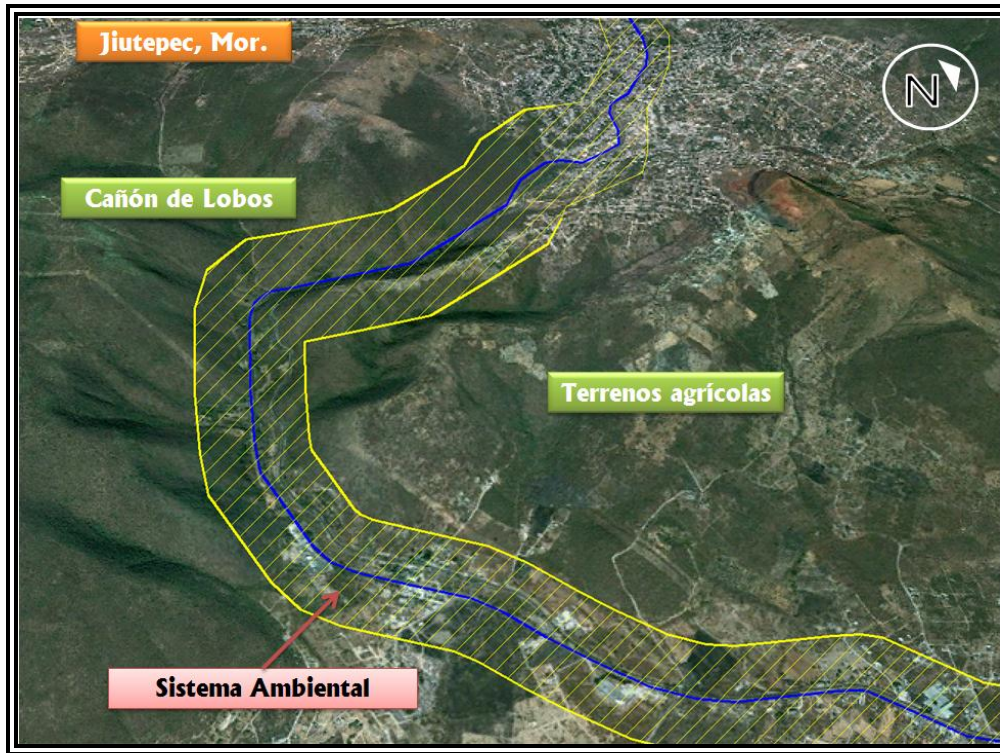 Jiutepec, Mor.
N
Cañón de Lobos
Terrenos agrícolas
Sistema Ambiental